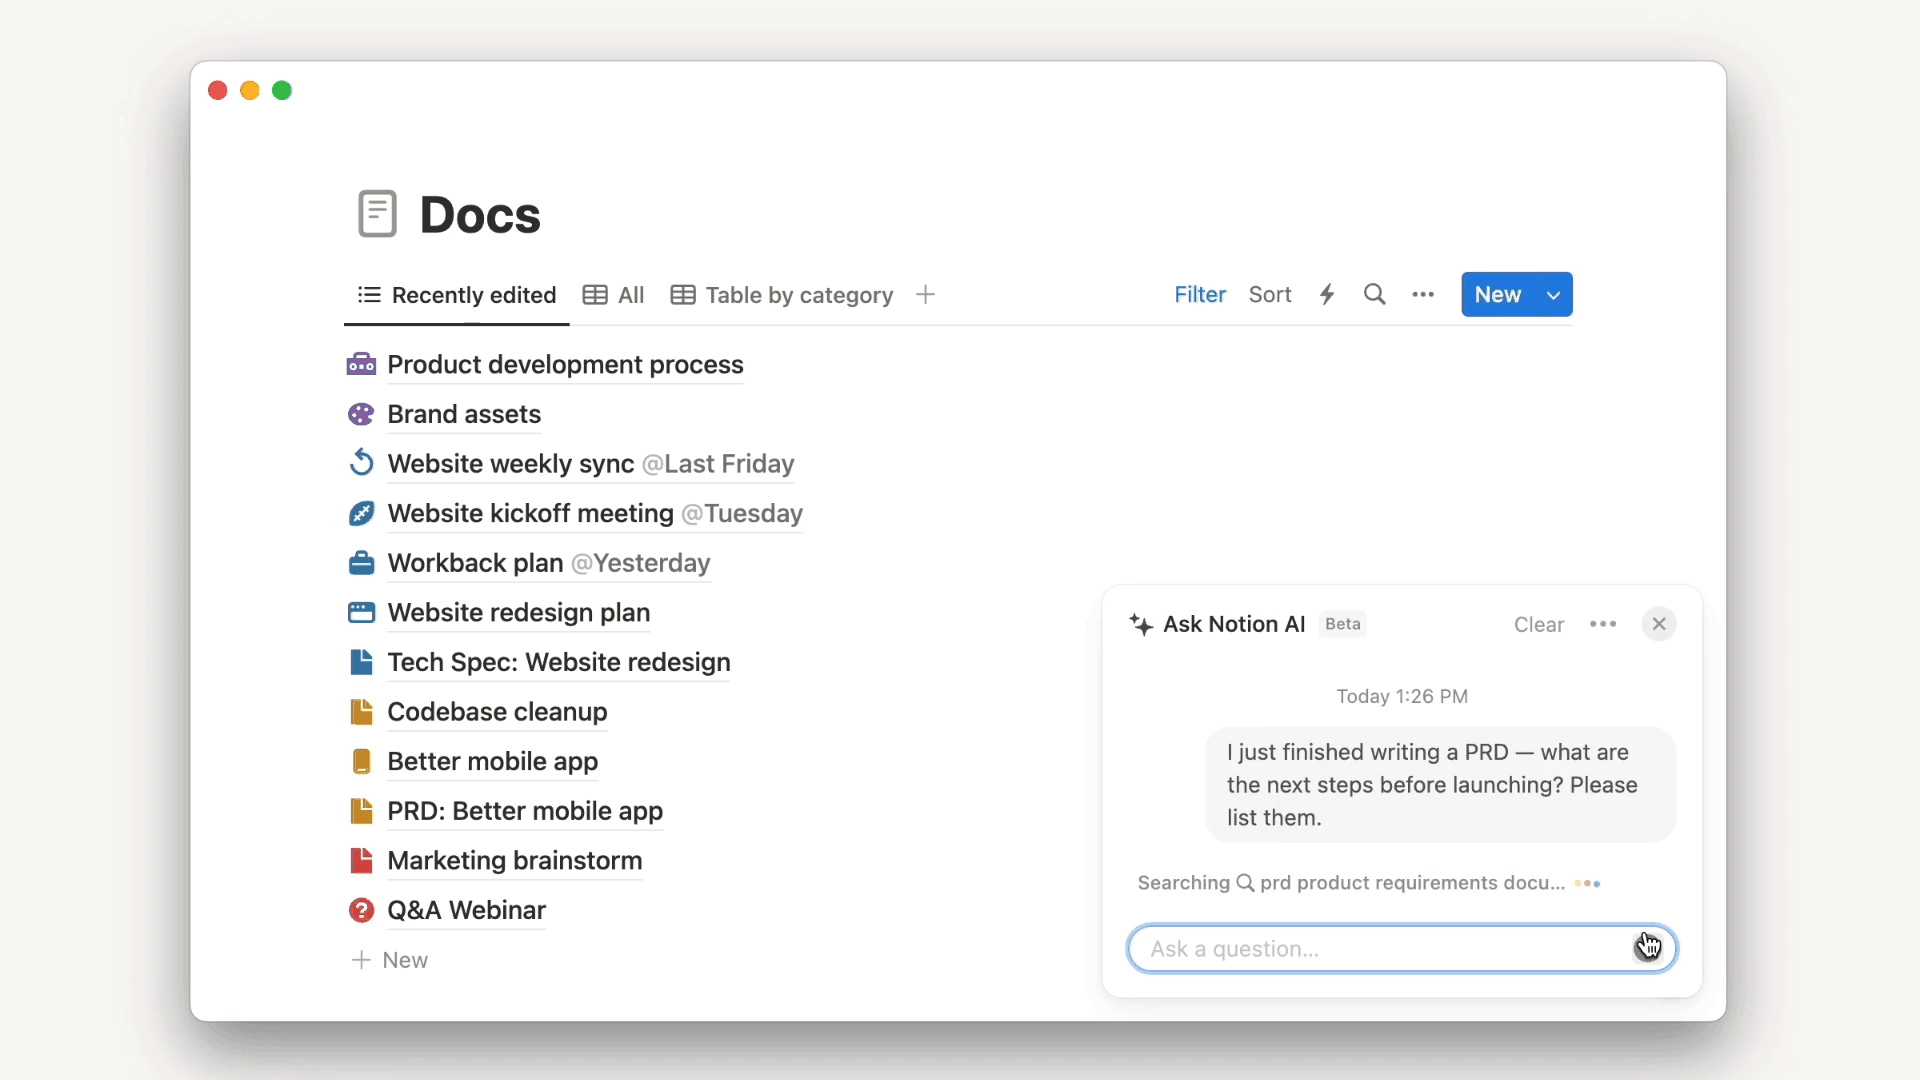 Docs
Recently edited All Table by category
Filter Sort New
Product development process
Brand assets
Website weekly sync @Last Friday
Website kickoff meeting @Tuesday
Workback plan @Yesterday
Website redesign plan
Tech Spec: Website redesign
Codebase cleanup
Better mobile app
PRD: Better mobile app
Marketing brainstorm
Q&A Webinar
New
Ask Notion AI Beta Clear
Today 1:26 PM
I just finished writing a PRD — what are
the next steps before launching? Please
list them.
Searching prd product requirements docu...
Ask a question...